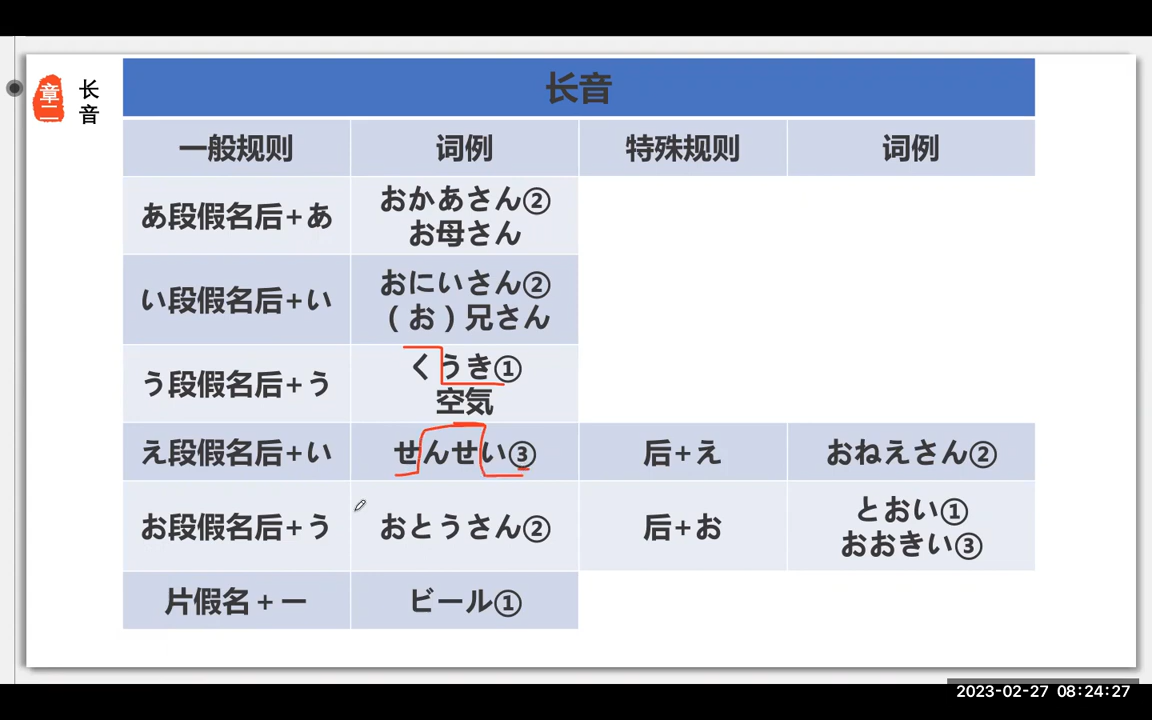 章二
长音
长音
一般规则 词例 特殊规则 词例
あ段假名后+あ おかあさん②
お母さん
い段假名后+い おにいさん②
(お)兄さん
う段假名后+う くうき①
空気
え段假名后+い せんせい③ 后+え おねえさん②
お段假名后+う おとうさん② 后+お とおい①
おおきい③
片假名+ー ビール①
2023-02-27 08:24:27